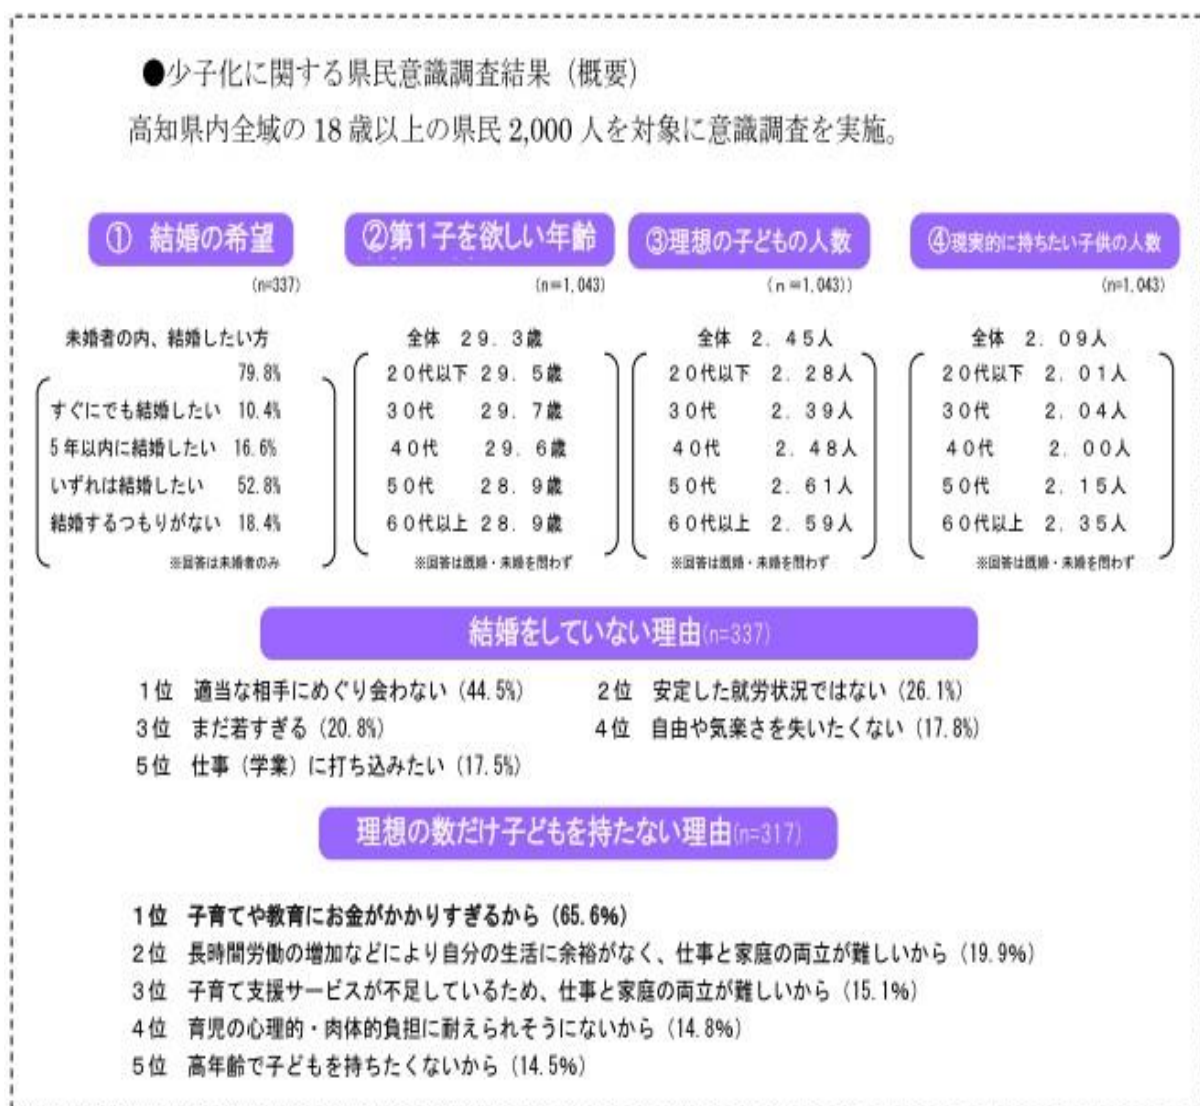 ●少子化に関する県民意識調査結果（概要）
高知県内全域の 18 歳以上の県民 2,000 人を対象に意識調査を実施。
① 結婚の希望
(n=337)
未婚者の内、結婚したい方
79.8%
すぐにでも結婚したい 10.4%
5年以内に結婚したい 16.6%
いずれは結婚したい 52.8%
結婚するつもりがない 18.4%
※回答は未婚者のみ
②第1子を欲しい年齢
(n=1,043)
全体 29.3歳
20代以下 29.5歳
30代 29.7歳
40代 29.6歳
50代 28.9歳
60代以上 28.9歳
※回答は既婚・未婚を問わず
③理想の子どもの人数
(n=1,043))
全体 2.45人
20代以下 2.28人
30代 2.39人
40代 2.48人
50代 2.61人
60代以上 2.59人
※回答は既婚・未婚を問わず
④現実的に持ちたい子供の人数
(n=1,043)
全体 2.09人
20代以下 2.01人
30代 2.04人
40代 2.00人
50代 2.15人
60代以上 2.35人
※回答は既婚・未婚を問わず
結婚をしていない理由(n=337)
1位 適当な相手にめぐり会わない (44.5%) 2位 安定した就労状況ではない (26.1%)
3位 まだ若すぎる (20.8%) 4位 自由や気楽さを失いたくない (17.8%)
5位 仕事（学業）に打ち込みたい (17.5%)
理想の数だけ子どもを持たない理由(n=317)
1位 子育てや教育にお金がかかりすぎるから (65.6%)
2位 長時間労働の増加などにより自分の生活に余裕がなく、仕事と家庭の両立が難しいから (19.9%)
3位 子育て支援サービスが不足しているため、仕事と家庭の両立が難しいから (15.1%)
4位 育児の心理的・肉体的負担に耐えられそうにないから (14.8%)
5位 高年齢で子どもを持ちたくないから (14.5%)